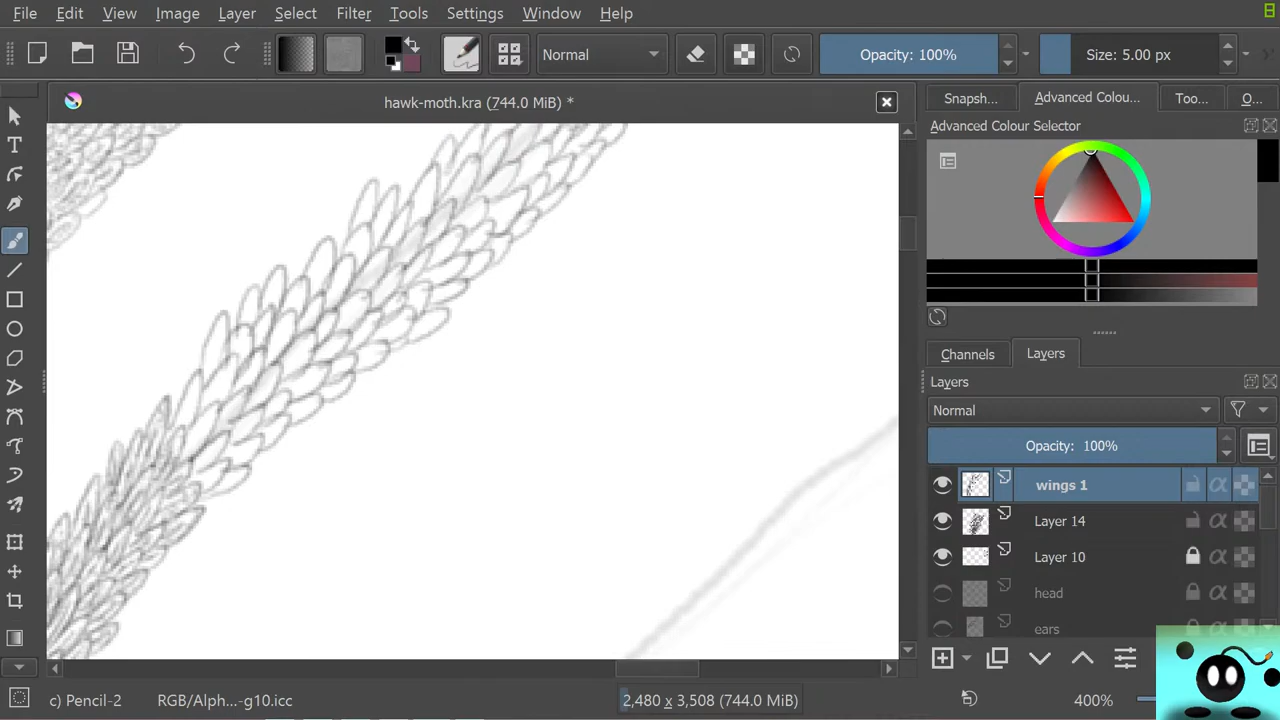 File Edit View Image Layer Select Filter Tools Settings Window Help
Normal Opacity: 100% Size: 5.00 px
hawk-moth.kra (744.0 MiB) *
Snapsh... Advanced Colou... Too... O...
Advanced Colour Selector
Channels Layers
Layers
Normal
Opacity: 100%
wings 1
Layer 14
Layer 10
head
ears
c) Pencil-2 RGB/Alph...-g10.icc 2,480 x 3,508 (744.0 MiB) 400%